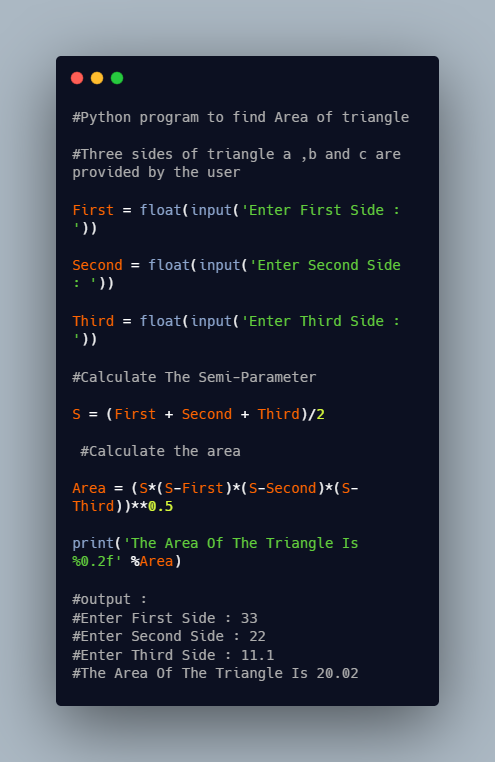 #Python program to find Area of triangle
#Three sides of triangle a ,b and c are
provided by the user
First = float(input('Enter First Side :
'))
Second = float(input('Enter Second Side
: '))
Third = float(input('Enter Third Side :
'))
#Calculate The Semi-Parameter
S = (First + Second + Third)/2
#Calculate the area
Area = (S*(S-First)*(S-Second)*(S-
Third))**0.5
print('The Area Of The Triangle Is
%0.2f' %Area)
#output :
#Enter First Side : 33
#Enter Second Side : 22
#Enter Third Side : 11.1
#The Area Of The Triangle Is 20.02